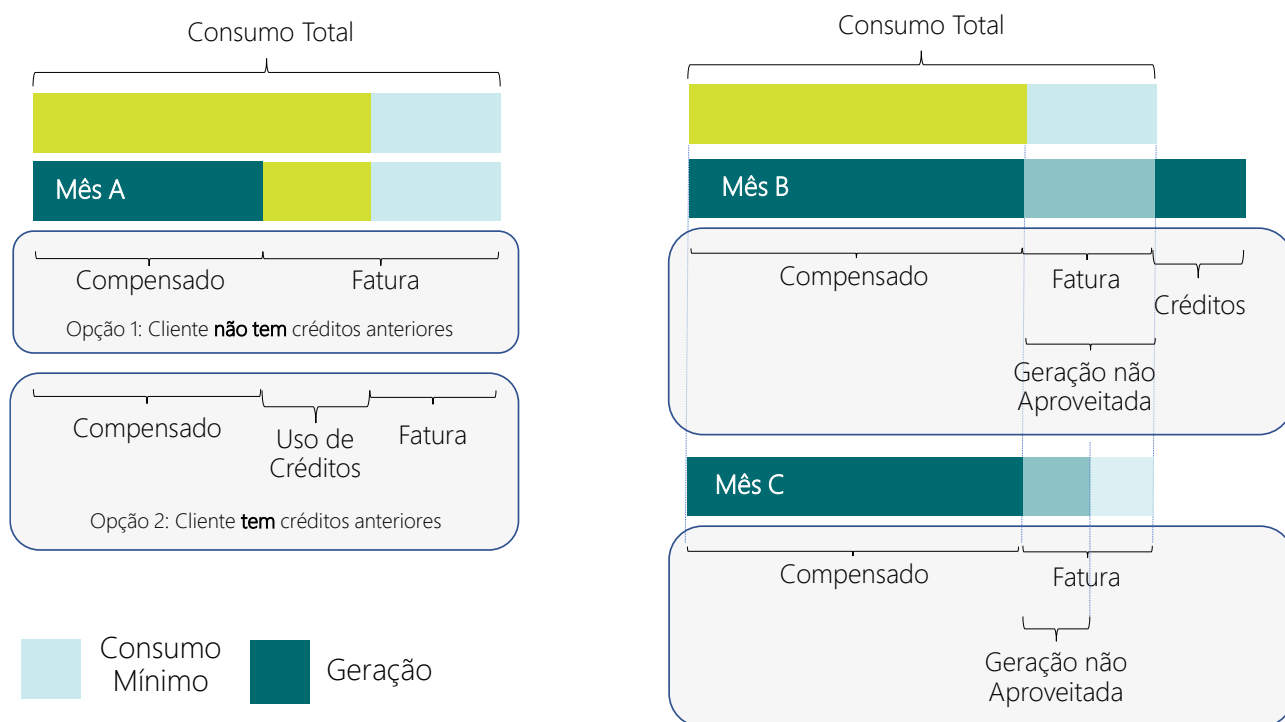 Consumo Total
Mês A
Compensado
Fatura
Opção 1: Cliente não tem créditos anteriores
Compensado
Uso de
Créditos
Fatura
Opção 2: Cliente tem créditos anteriores
Consumo
Mínimo
Geração
Consumo Total
Mês B
Compensado
Fatura
Créditos
Geração não
Aproveitada
Mês C
Compensado
Fatura
Geração não
Aproveitada